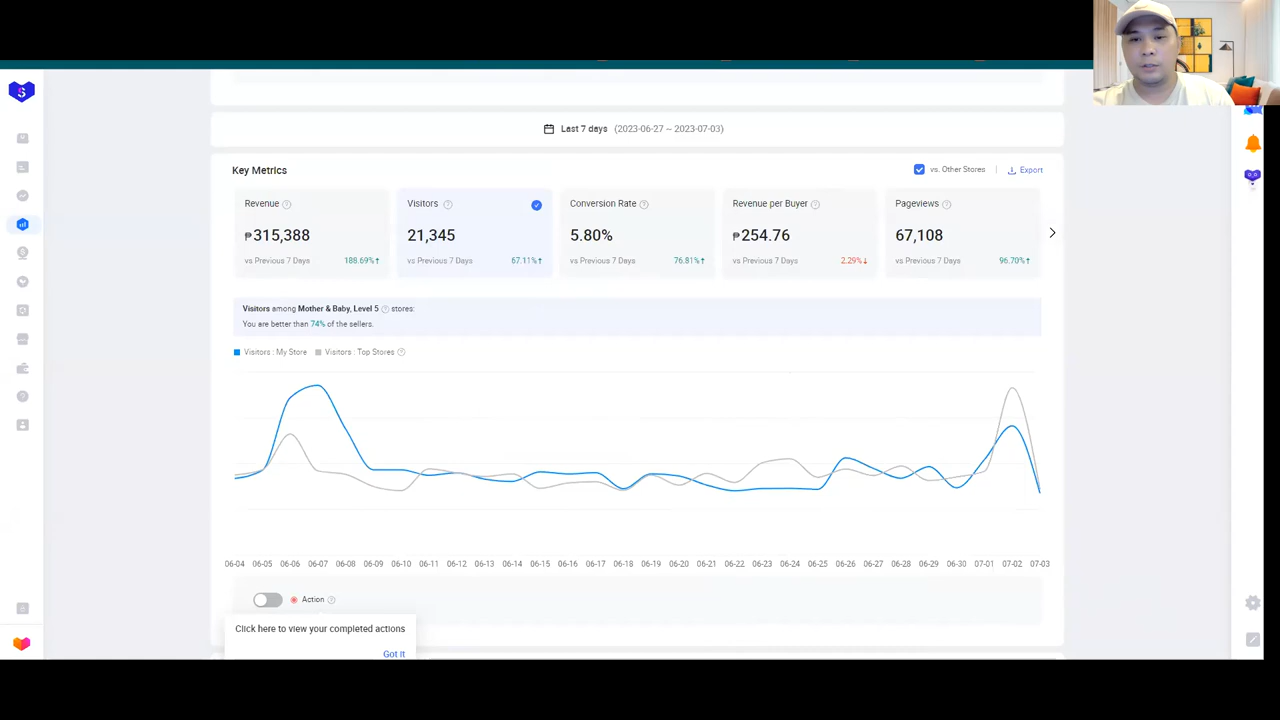 Last 7 days (2023-06-27 ~ 2023-07-03)
Key Metrics
vs. Other Stores
Export
Revenue
₱315,388
vs Previous 7 Days 188.69%↑
Visitors
21,345
vs Previous 7 Days 67.11%↑
Conversion Rate
5.80%
vs Previous 7 Days 76.81%↑
Revenue per Buyer
₱254.76
vs Previous 7 Days 2.29%↓
Pageviews
67,108
vs Previous 7 Days 96.70%↑
Visitors among Mother & Baby, Level 5 stores:
You are better than 74% of the sellers.
Visitors : My Store Visitors : Top Stores
06-04 06-05 06-06 06-07 06-08 06-09 06-10 06-11 06-12 06-13 06-14 06-15 06-16 06-17 06-18 06-19 06-20 06-21 06-22 06-23 06-24 06-25 06-26 06-27 06-28 06-29 06-30 07-01 07-02 07-03
Action
Click here to view your completed actions
Got it